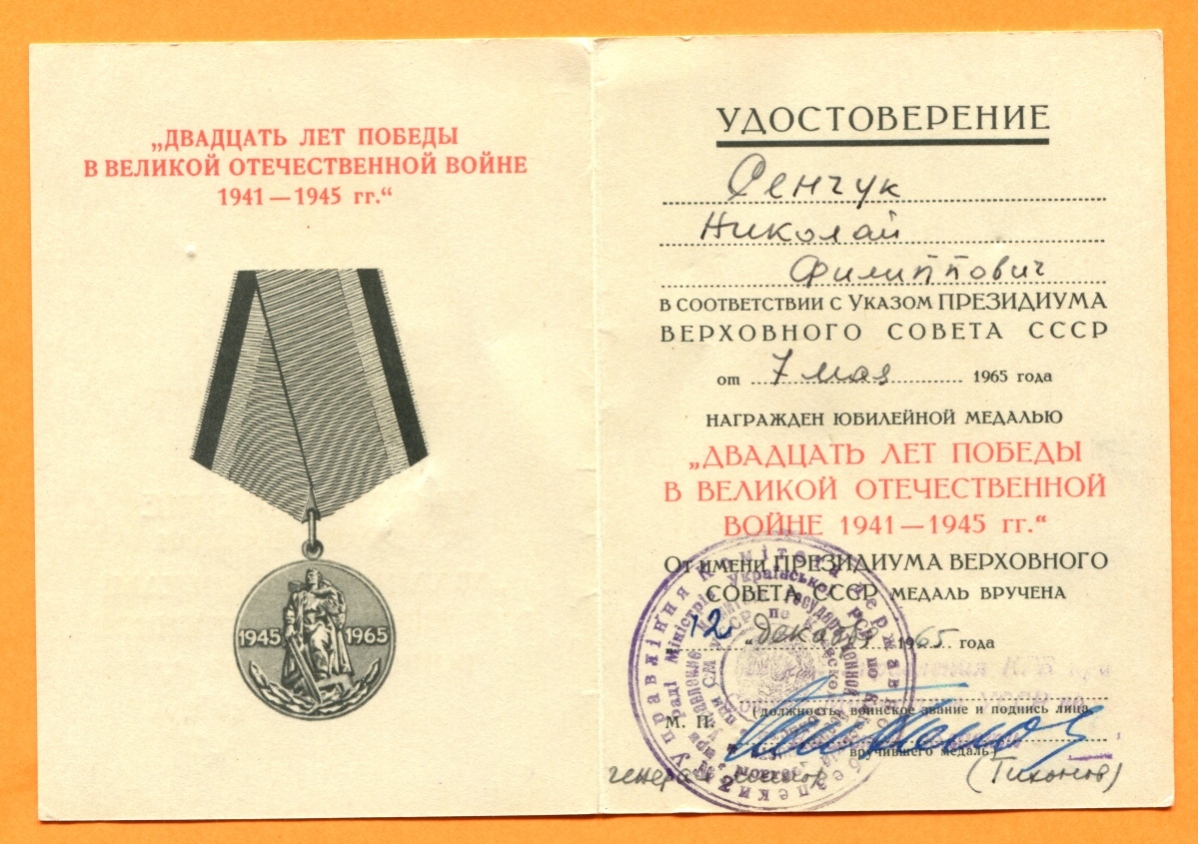 „ДВАДЦАТЬ ЛЕТ ПОБЕДЫ
В ВЕЛИКОЙ ОТЕЧЕСТВЕННОЙ ВОЙНЕ
1941 — 1945 гг.“
1945 1965
УДОСТОВЕРЕНИЕ
Сенчук
Николай
Филиппович
В СООТВЕТСТВИИ С УКАЗОМ ПРЕЗИДИУМА
ВЕРХОВНОГО СОВЕТА СССР
от 7 мая 1965 года
НАГРАЖДЕН ЮБИЛЕЙНОЙ МЕДАЛЬЮ
„ДВАДЦАТЬ ЛЕТ ПОБЕДЫ
В ВЕЛИКОЙ ОТЕЧЕСТВЕННОЙ
ВОЙНЕ 1941 — 1945 гг.“
ОТ ИМЕНИ ПРЕЗИДИУМА ВЕРХОВНОГО
СОВЕТА СССР МЕДАЛЬ ВРУЧЕНА
12 „декабря 1965 года
(должность, воинское звание и подпись лица,
М. П.
вручившего медаль)
генерал майор (Тихонов)